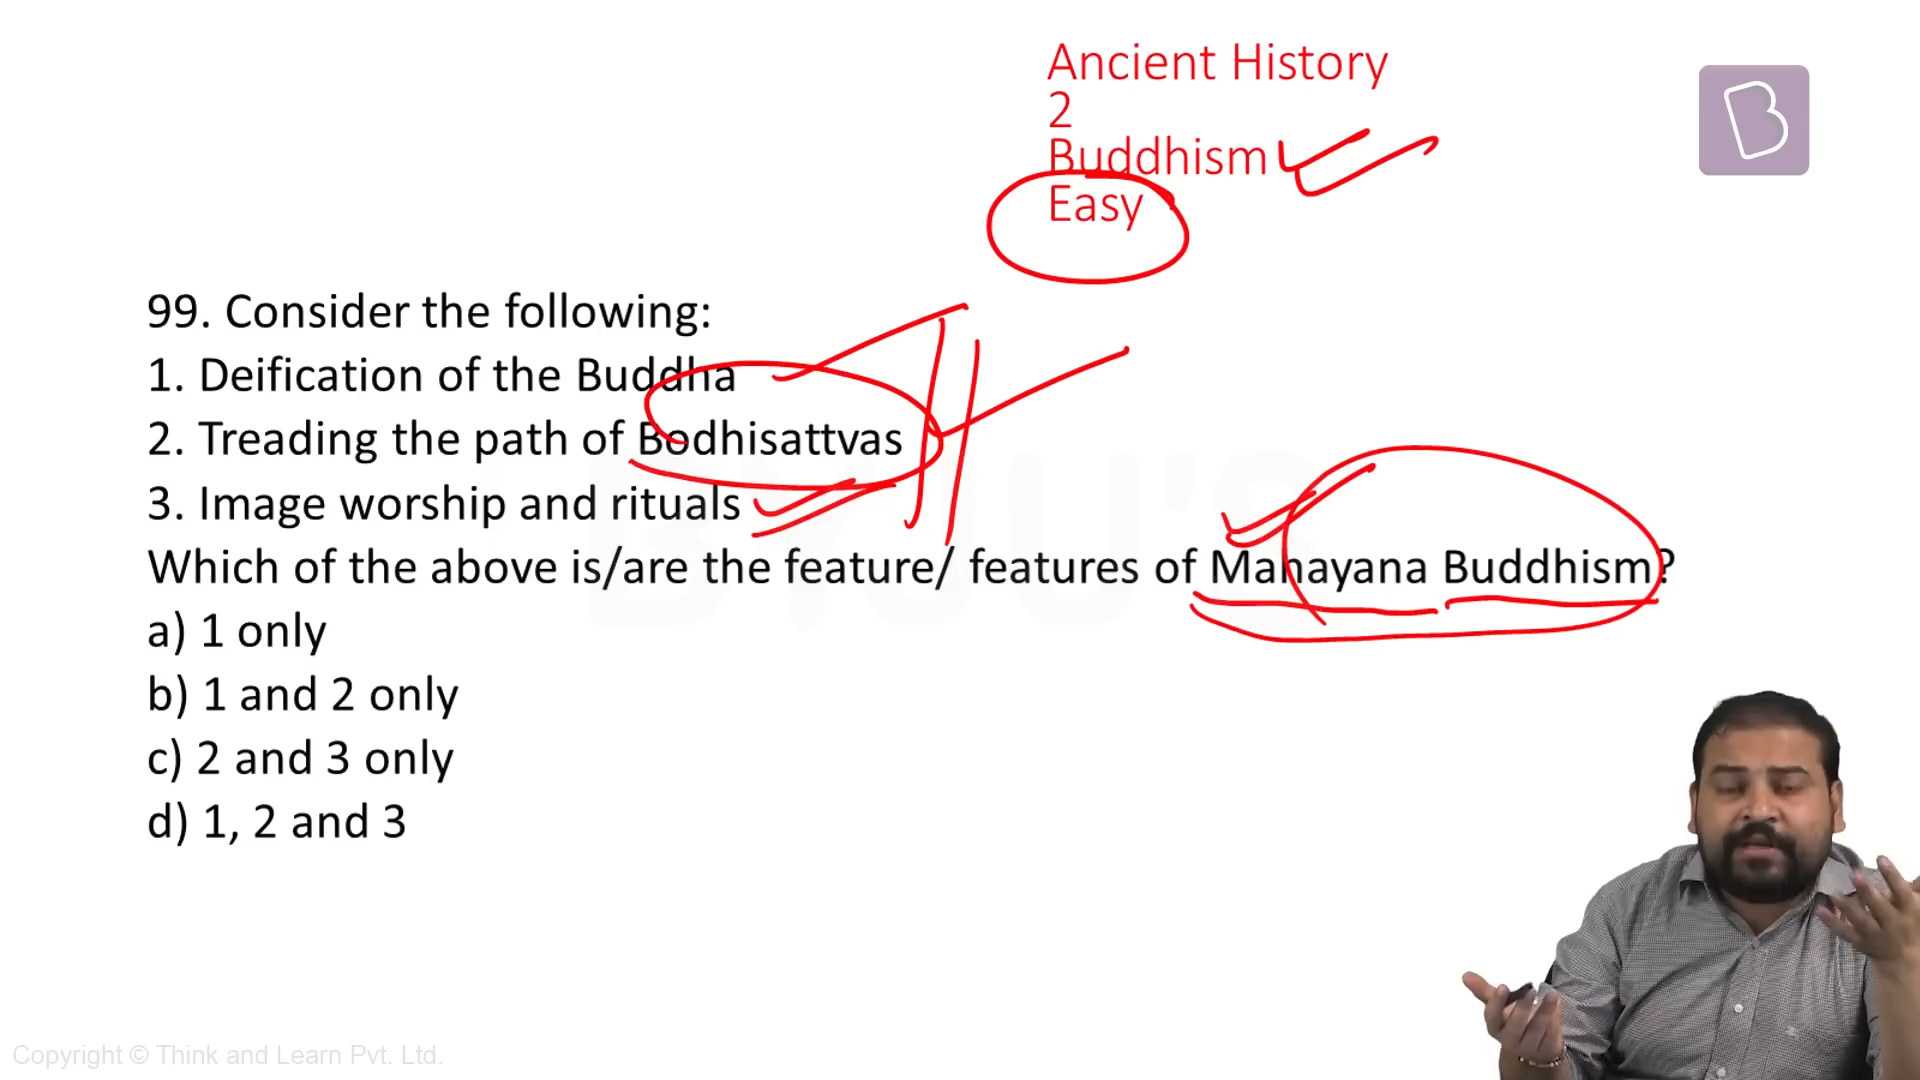 Ancient History
2
Buddhism
Easy
99. Consider the following:
1. Deification of the Buddha
2. Treading the path of Bodhisattvas
3. Image worship and rituals
Which of the above is/are the feature/ features of Mahayana Buddhism?
a) 1 only
b) 1 and 2 only
c) 2 and 3 only
d) 1, 2 and 3
BYJU'S
Copyright © Think and Learn Pvt. Ltd.